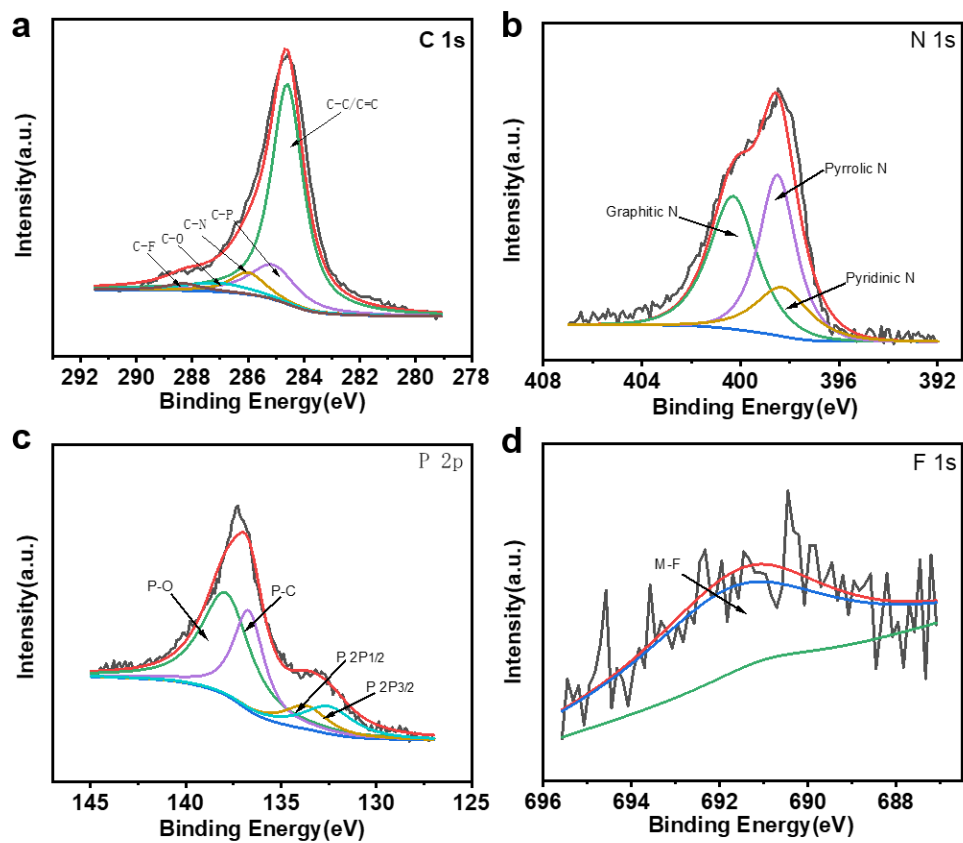 a
C 1s
C-C/C=C
C-P
C-N
C-O
C-F
Intensity(a.u.)
292 290 288 286 284 282 280 278
Binding Energy(eV)
b
N 1s
Pyrrolic N
Graphitic N
Pyridinic N
Intensity(a.u.)
408 404 400 396 392
Binding Energy(eV)
c
P 2p
P-O
P-C
P 2P1/2
P 2P3/2
Intensity(a.u.)
145 140 135 130 125
Binding Energy(eV)
d
F 1s
M-F
Intensity(a.u.)
696 694 692 690 688
Binding Energy(eV)